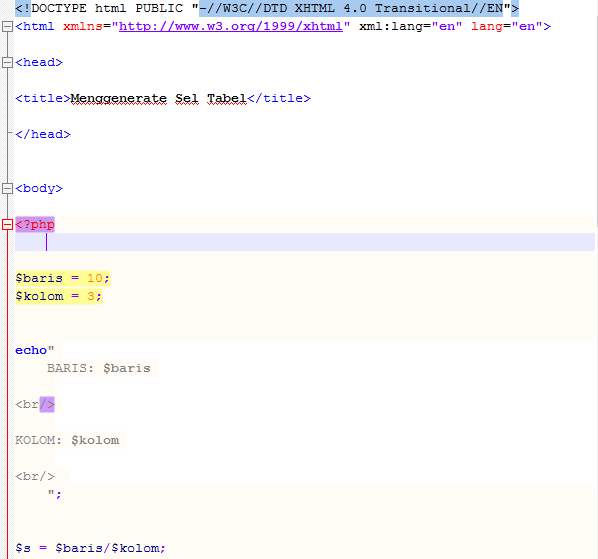 <!DOCTYPE html PUBLIC "-//W3C//DTD XHTML 4.0 Transitional//EN">
<html xmlns="http://www.w3.org/1999/xhtml" xml:lang="en" lang="en">
<head>
<title>Menggenerate Sel Tabel</title>
</head>
<body>
<?php
$baris = 10;
$kolom = 3;
echo"
BARIS: $baris
<br/>
KOLOM: $kolom
<br/>
";
$s = $baris/$kolom;